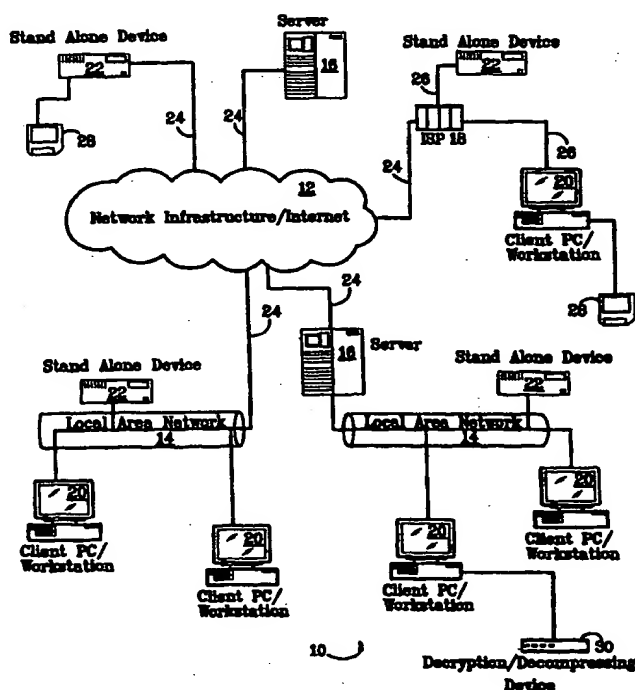 Server
Stand Alone Device
22
16
Stand Alone Device
22
28
24
24
26
ISP 18
24
26
20
Client PC/
Workstation
28
12
Network Infrastructure/Internet
24
24
16
Server
Stand Alone Device
22
Local Area Network
14
20
Client PC/
Workstation
20
Client PC/
Workstation
Stand Alone Device
22
Local Area Network
14
20
Client PC/
Workstation
20
Client PC/
Workstation
10
30
Decryption/Decompressing
Device